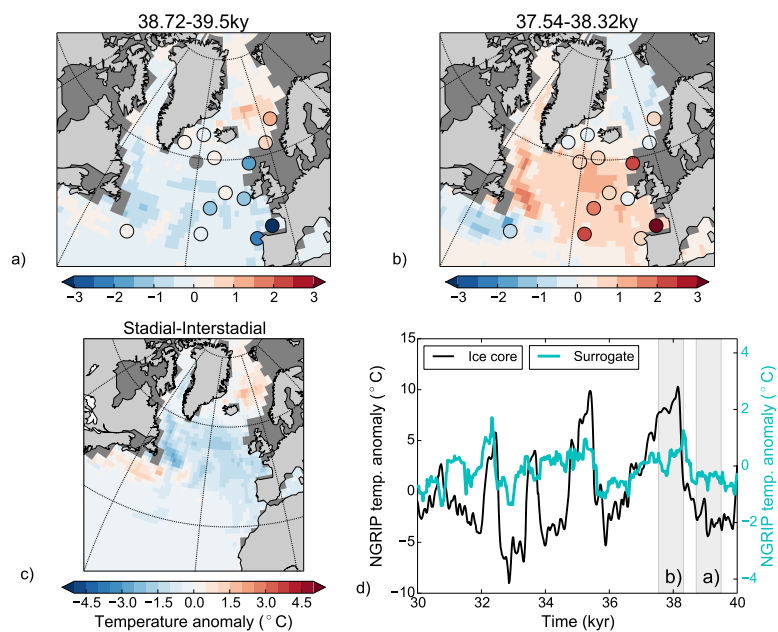 38.72-39.5ky
37.54-38.32ky
a)
b)
−3 −2 −1 0 1 2 3
−3 −2 −1 0 1 2 3
Stadial-Interstadial
c)
−4.5 −3.0 −1.5 0.0 1.5 3.0 4.5
Temperature anomaly (°C)
Ice core
Surrogate
15
10
5
0
−5
−10
NGRIP temp. anomaly (°C)
4
2
0
−2
−4
NGRIP temp. anomaly (°C)
b)
a)
d)
30 32 34 36 38 40
Time (kyr)